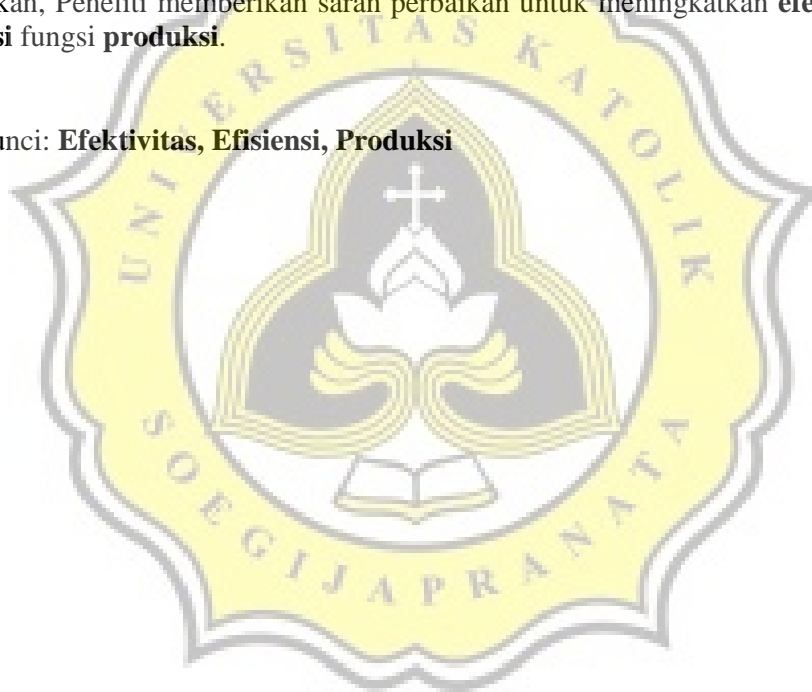 kan, Peneliti memberikan saran perbaikan untuk meningkatkan efe
si fungsi produksi.
unci: Efektivitas, Efisiensi, Produksi
UNIVERSITAS KATOLIK
SOEGIJAPRANATA